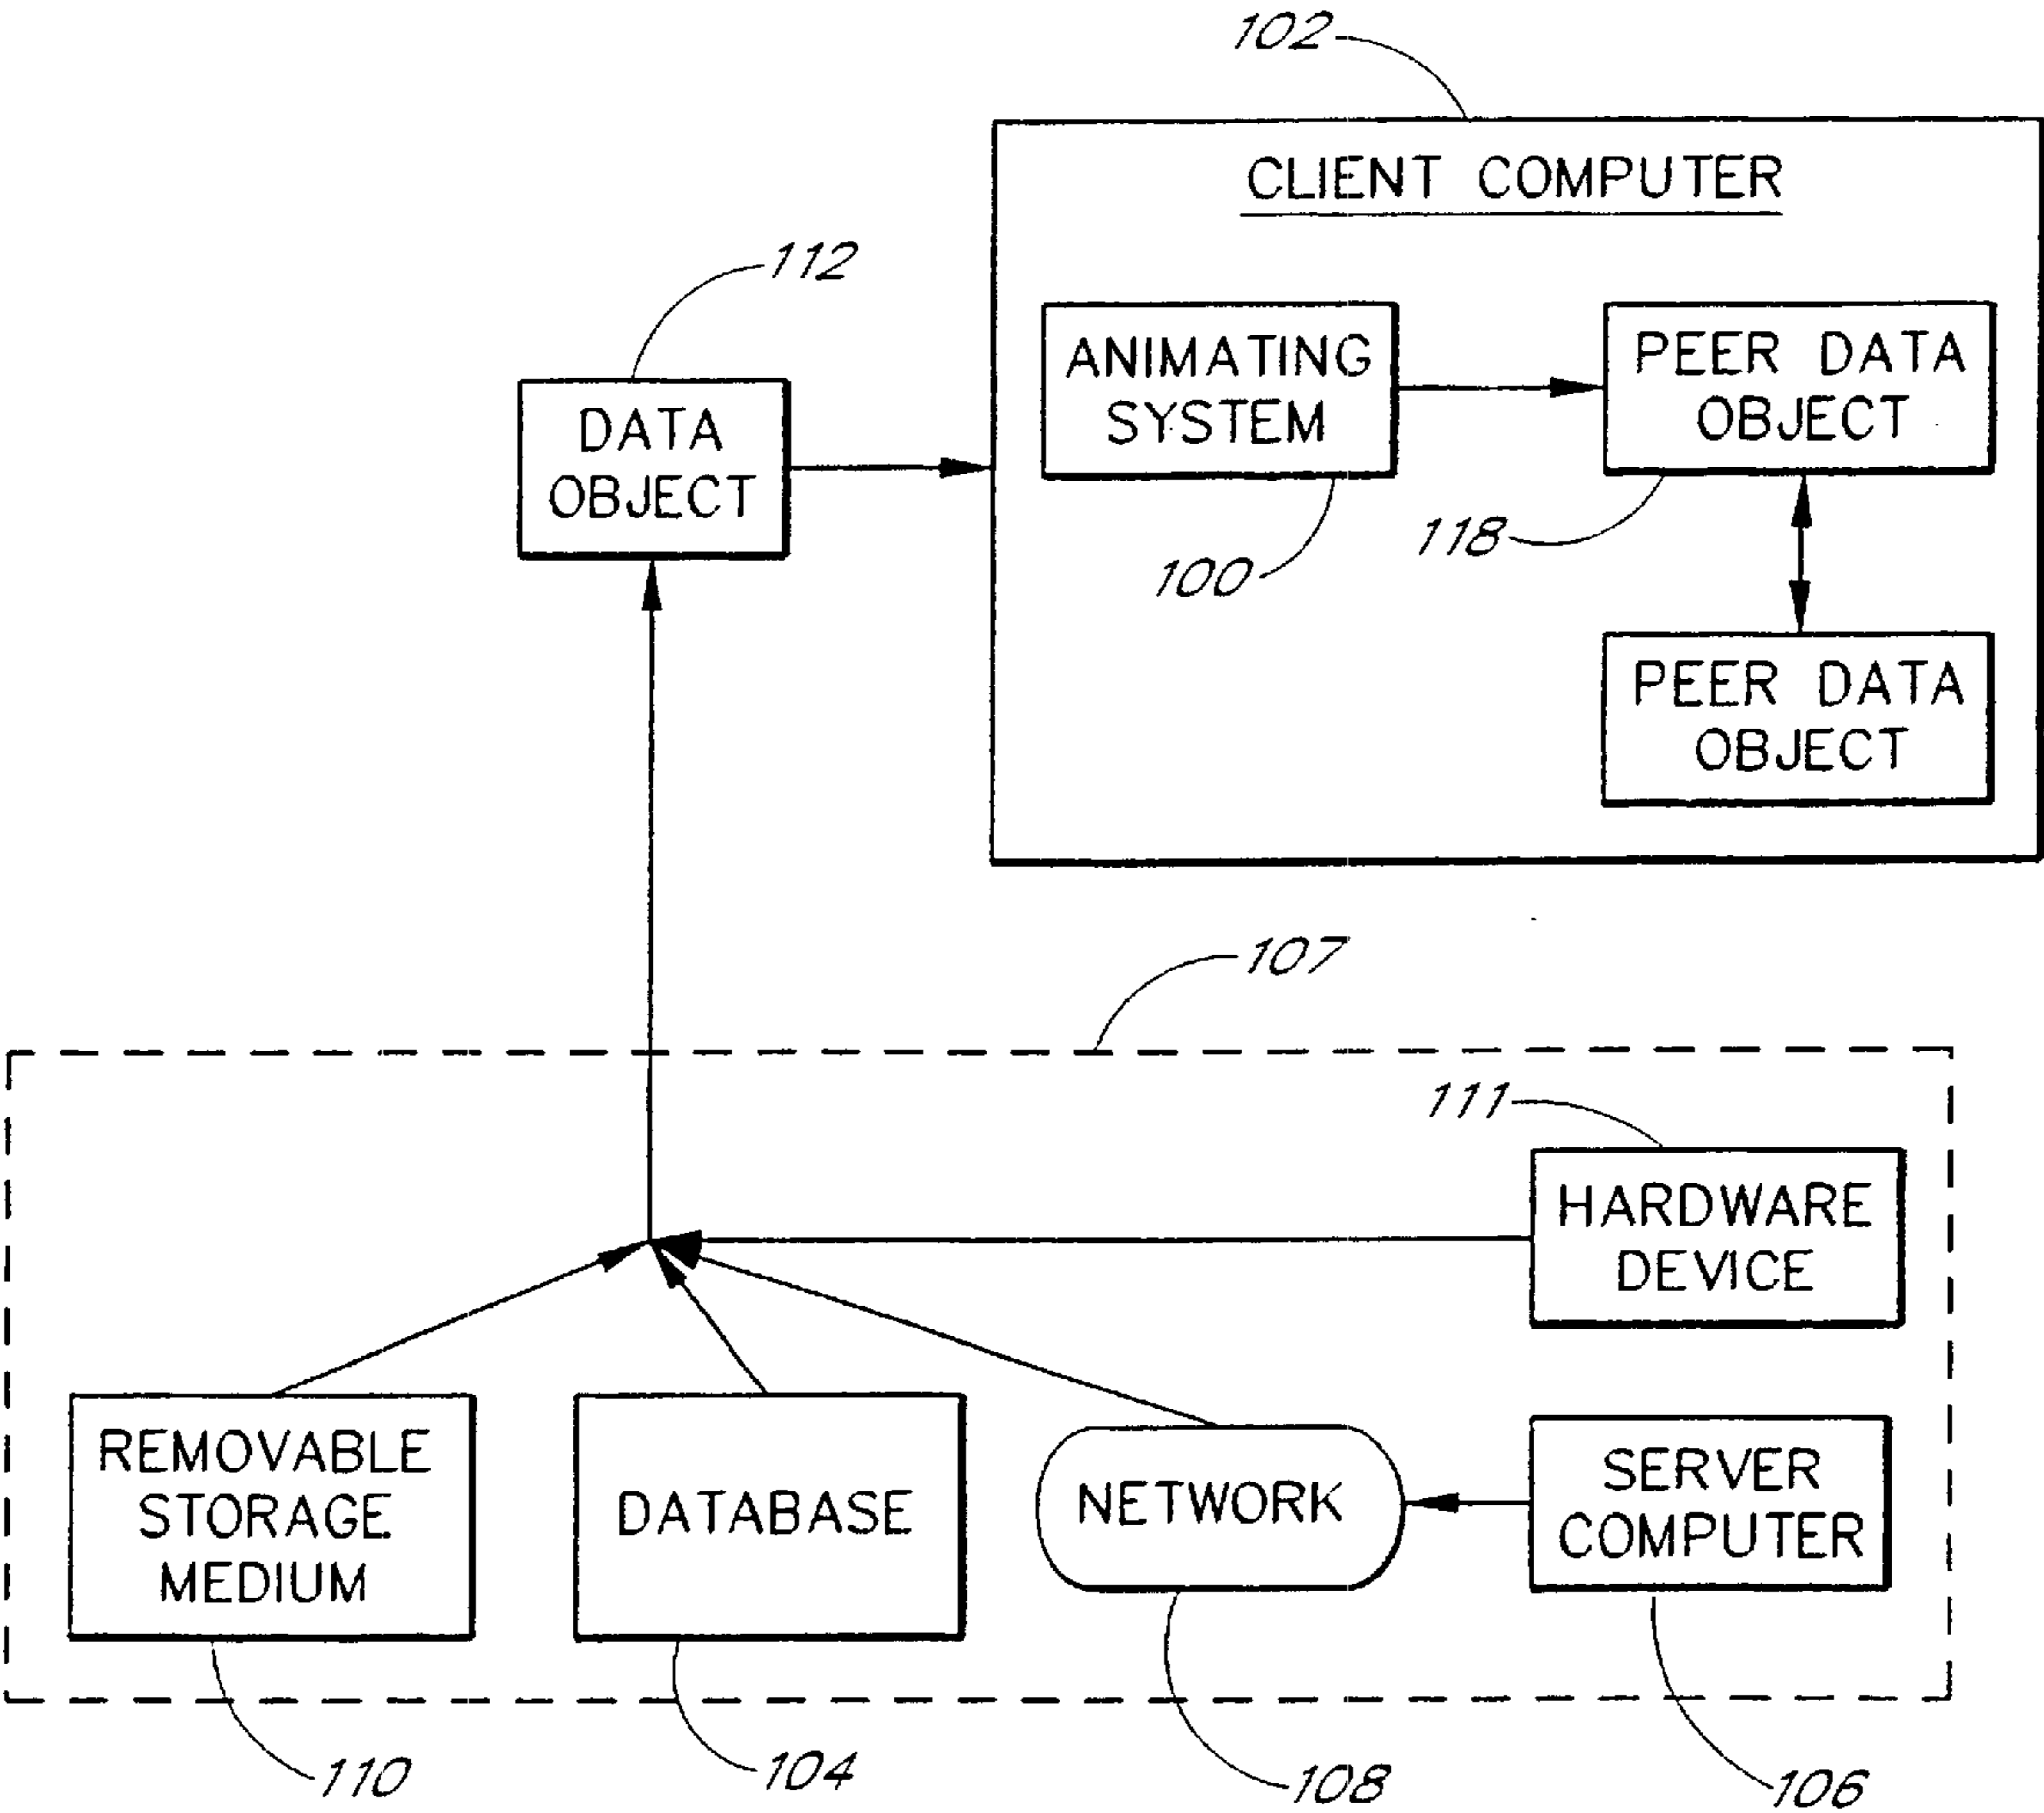 102
CLIENT COMPUTER
112
ANIMATING
SYSTEM
PEER DATA
OBJECT
DATA
OBJECT
100
118
PEER DATA
OBJECT
107
111
HARDWARE
DEVICE
REMOVABLE
STORAGE
MEDIUM
DATABASE
NETWORK
SERVER
COMPUTER
110
104
108
106